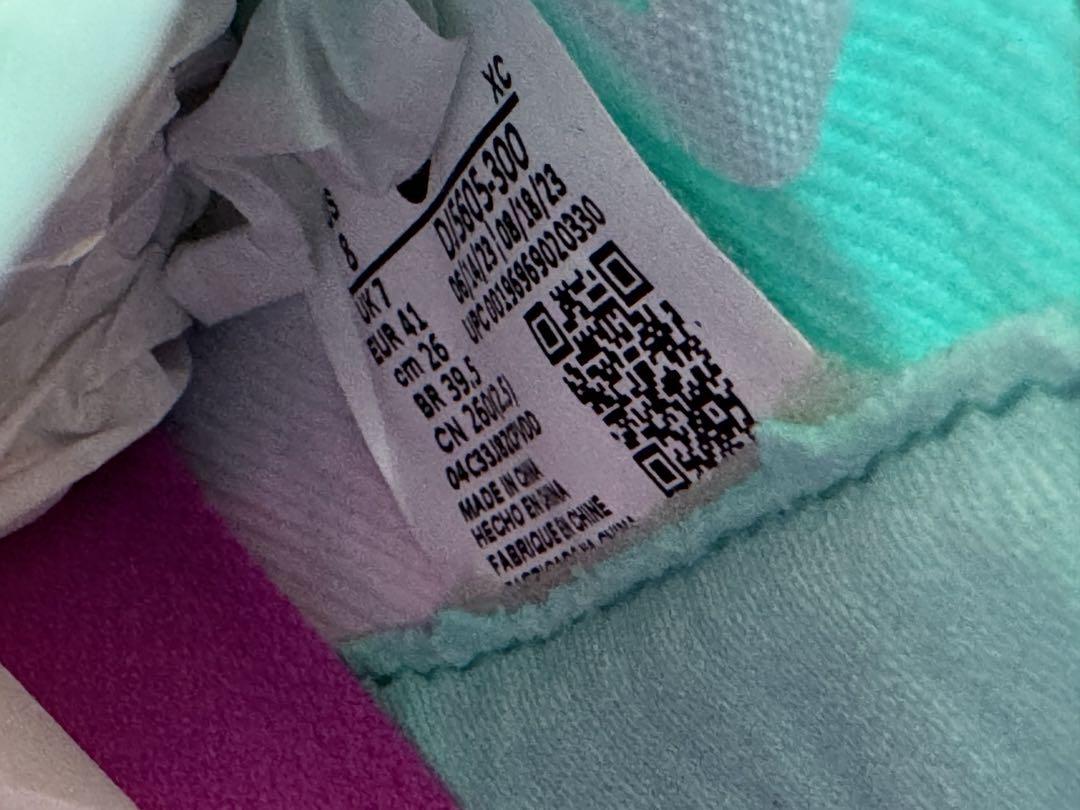 XC
8
DJ5605-300
UK 7
06/14/23 08/18/23
EUR 41
UPC 00196969020330
cm 26
BR 39.5
CN 260(2.5)
MADE IN CHINA
HECHO EN CHINA
FABRIQUE EN CHINE